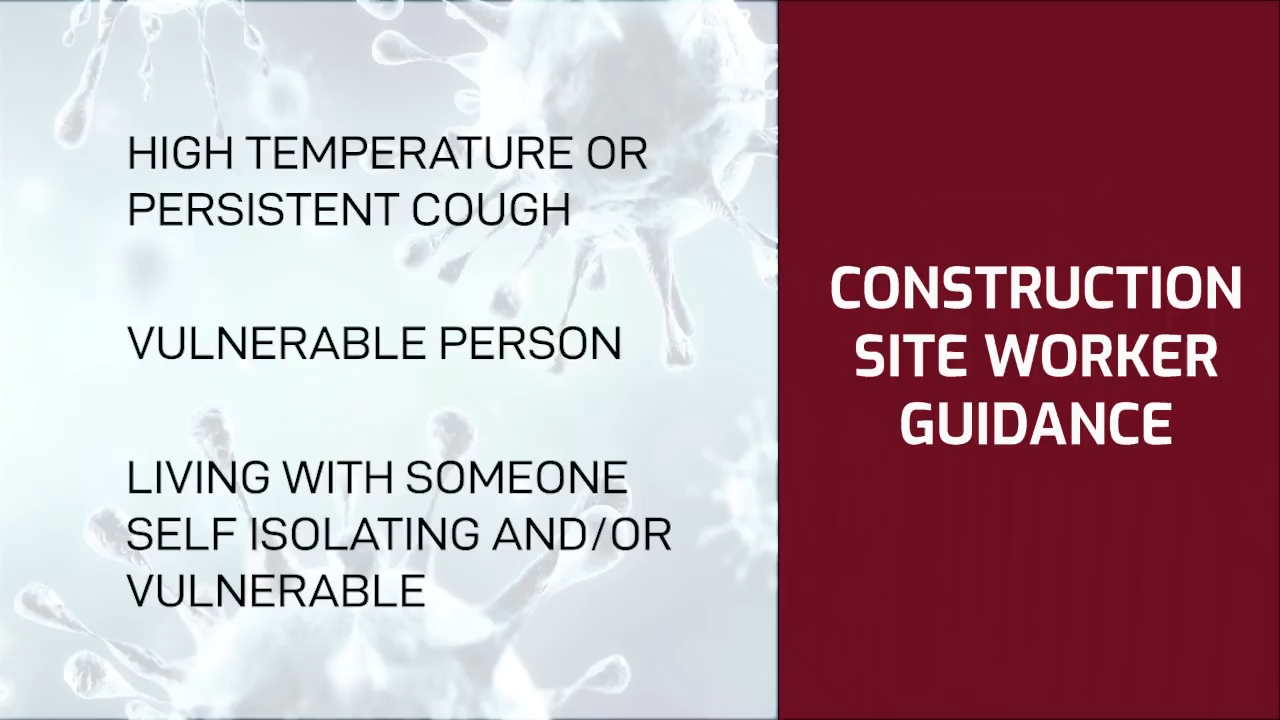 HIGH TEMPERATURE OR
PERSISTENT COUGH
VULNERABLE PERSON
LIVING WITH SOMEONE
SELF ISOLATING AND/OR
VULNERABLE
CONSTRUCTION
SITE WORKER
GUIDANCE